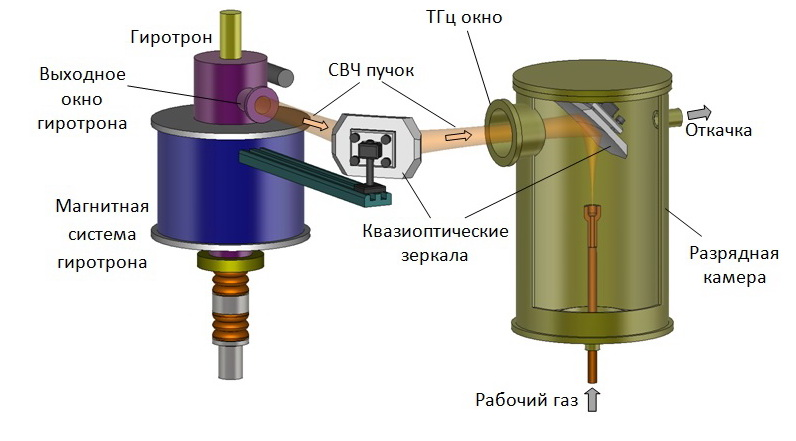 Гиротрон
Выходное
окно
гиротрона
СВЧ пучок
ТГц окно
Откачка
Магнитная
система
гиротрона
Квазиоптические
зеркала
Разрядная
камера
Рабочий газ